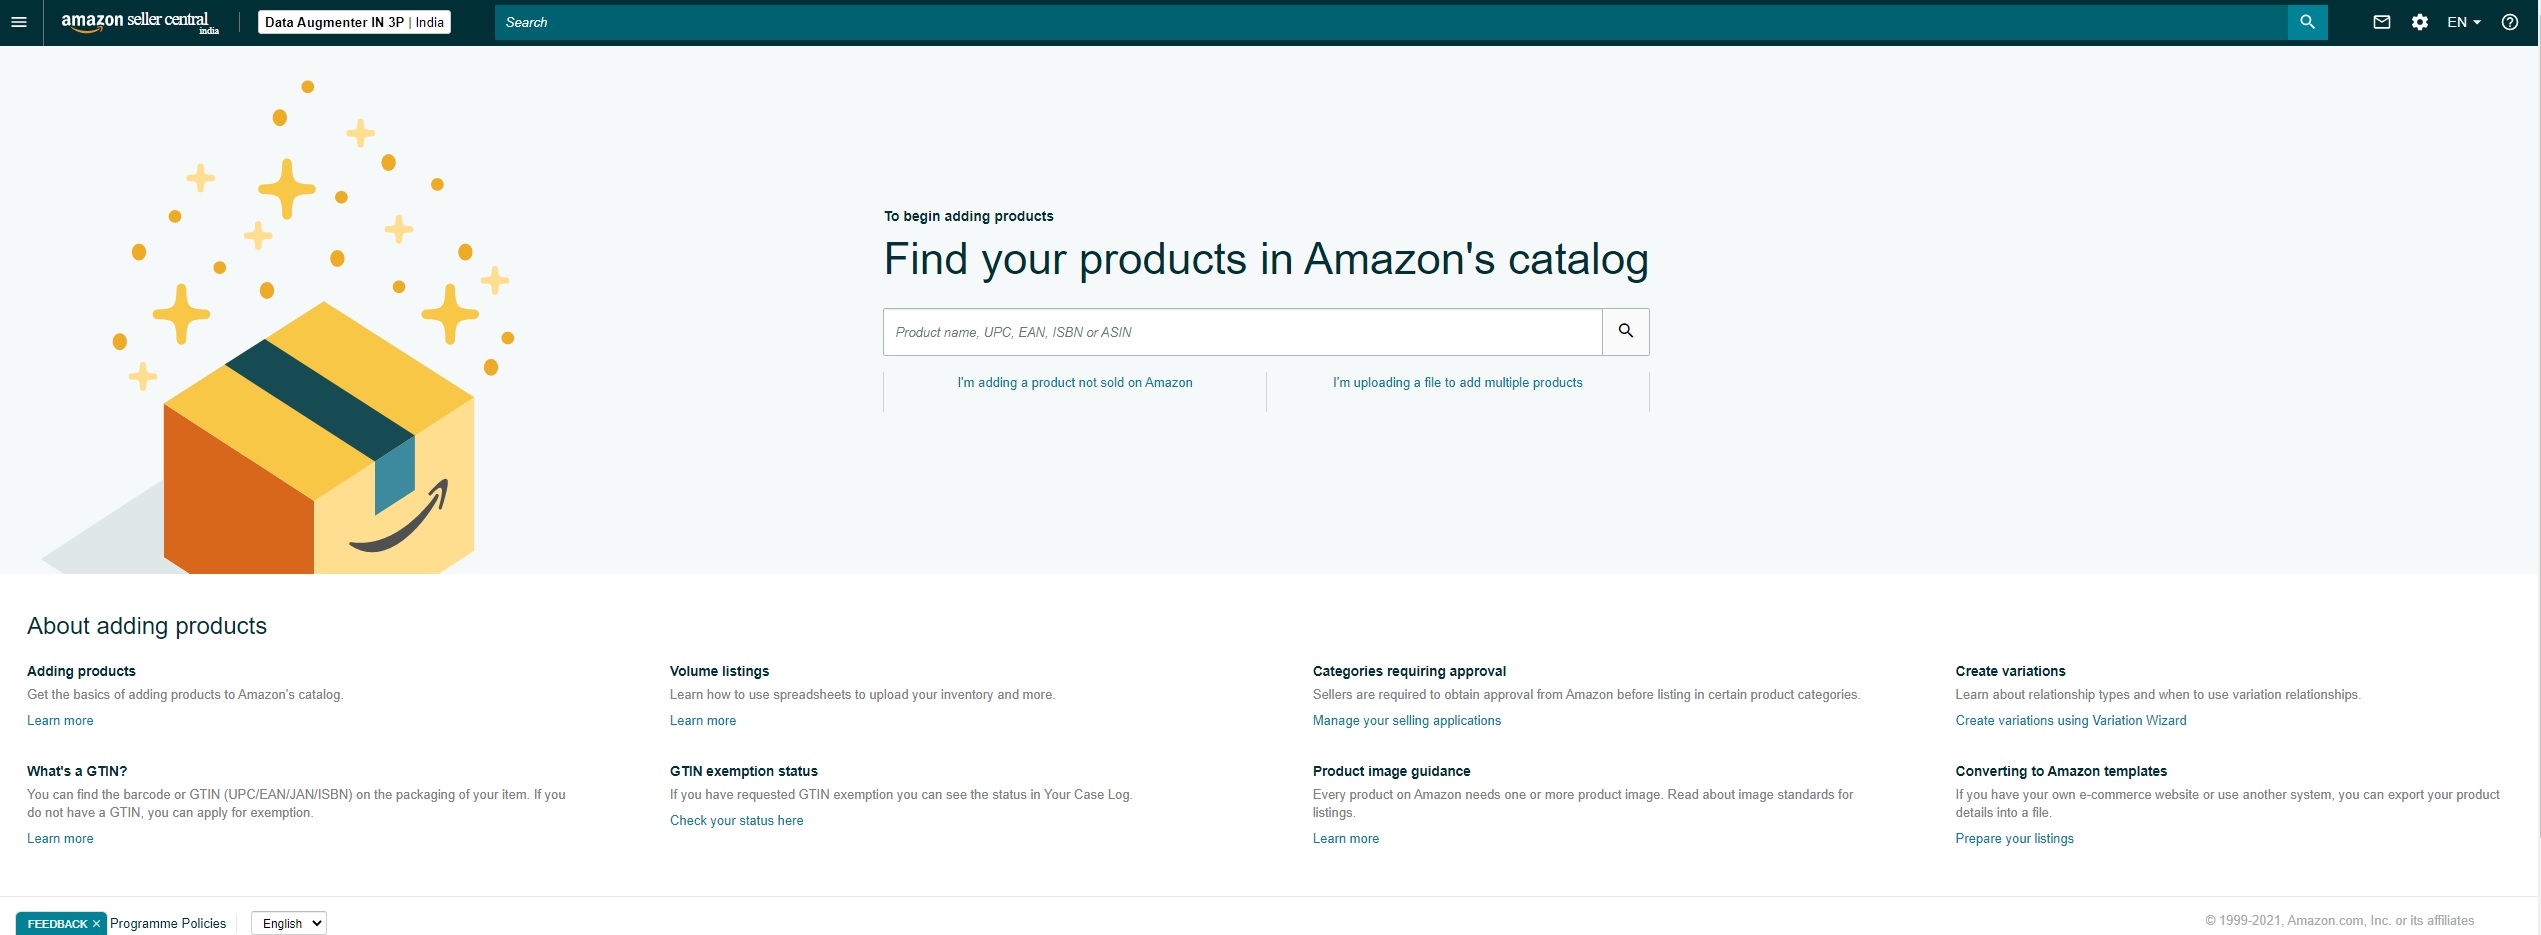 amazon seller central
india
Data Augmenter IN 3P | India
Search
EN
To begin adding products
Find your products in Amazon's catalog
Product name, UPC, EAN, ISBN or ASIN
I'm adding a product not sold on Amazon
I'm uploading a file to add multiple products
About adding products
Adding products
Get the basics of adding products to Amazon's catalog.
Learn more
Volume listings
Learn how to use spreadsheets to upload your inventory and more.
Learn more
Categories requiring approval
Sellers are required to obtain approval from Amazon before listing in certain product categories.
Manage your selling applications
Create variations
Learn about relationship types and when to use variation relationships.
Create variations using Variation Wizard
What's a GTIN?
You can find the barcode or GTIN (UPC/EAN/JAN/ISBN) on the packaging of your item. If you
do not have a GTIN, you can apply for exemption.
Learn more
GTIN exemption status
If you have requested GTIN exemption you can see the status in Your Case Log.
Check your status here
Product image guidance
Every product on Amazon needs one or more product image. Read about image standards for
listings.
Learn more
Converting to Amazon templates
If you have your own e-commerce website or use another system, you can export your product
details into a file.
Prepare your listings
FEEDBACK ×
Programme Policies
English
© 1999-2021, Amazon.com, Inc. or its affiliates